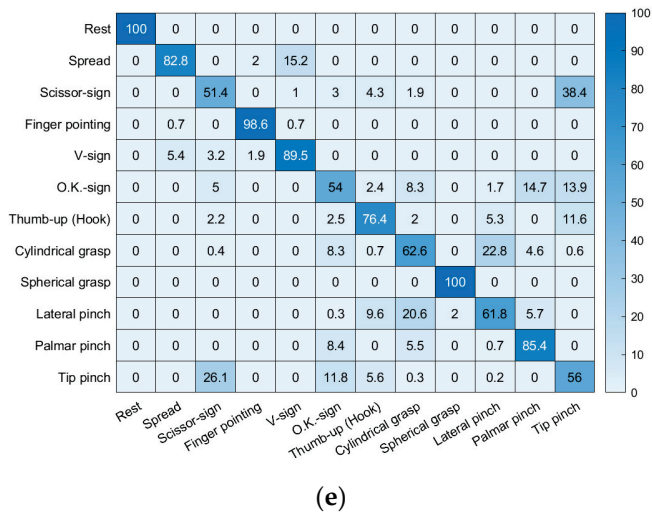 Rest 100 0 0 0 0 0 0 0 0 0 0 0 100
Spread 0 82.8 0 2 15.2 0 0 0 0 0 0 0 90
Scissor-sign 0 0 51.4 0 1 3 4.3 1.9 0 0 0 38.4 80
Finger pointing 0 0.7 0 98.6 0.7 0 0 0 0 0 0 0 70
V-sign 0 5.4 3.2 1.9 89.5 0 0 0 0 0 0 0 60
O.K.-sign 0 0 5 0 0 54 2.4 8.3 0 1.7 14.7 13.9 50
Thumb-up (Hook) 0 0 2.2 0 0 2.5 76.4 2 0 5.3 0 11.6 40
Cylindrical grasp 0 0 0.4 0 0 8.3 0.7 62.6 0 22.8 4.6 0.6 30
Spherical grasp 0 0 0 0 0 0 0 0 100 0 0 0
Lateral pinch 0 0 0 0 0 0.3 9.6 20.6 2 61.8 5.7 0 20
Palmar pinch 0 0 0 0 0 8.4 0 5.5 0 0.7 85.4 0 10
Tip pinch 0 0 26.1 0 0 11.8 5.6 0.3 0 0.2 0 56 0
Rest Spread Scissor-sign Finger pointing V-sign O.K.-sign Thumb-up (Hook) Cylindrical grasp Spherical grasp Lateral pinch Palmar pinch Tip pinch
(e)